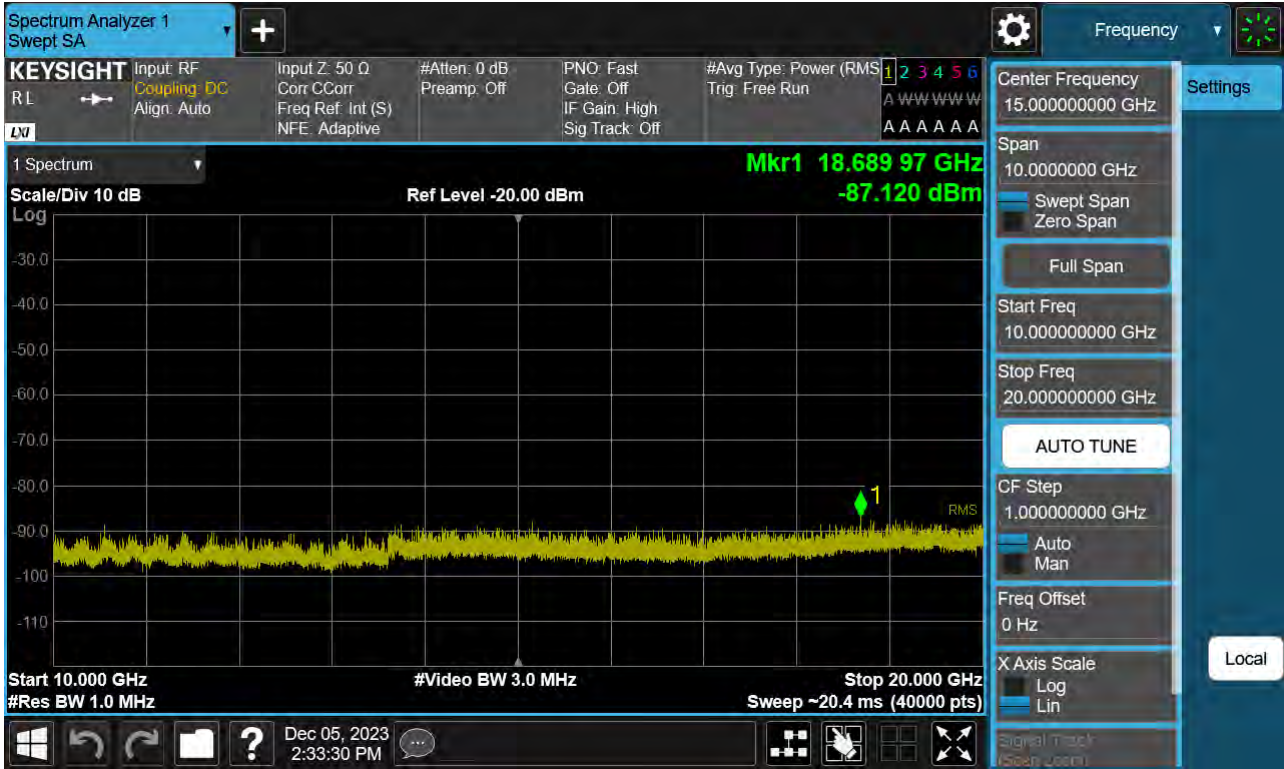 Spectrum Analyzer 1
Swept SA
Frequency
KEYSIGHT
R L
LXI
Input: RF
Coupling: DC
Align: Auto
Input Z: 50 Ω
Corr CCorr
Freq Ref: Int (S)
NFE: Adaptive
#Atten: 0 dB
Preamp: Off
PNO: Fast
Gate: Off
IF Gain: High
Sig Track: Off
#Avg Type: Power (RMS
Trig: Free Run
1 2 3 4 5 6
A W W W W W
A A A A A A
1 Spectrum
Mkr1 18.689 97 GHz
Scale/Div 10 dB
Ref Level -20.00 dBm
-87.120 dBm
Log
-30.0
-40.0
-50.0
-60.0
-70.0
-80.0
-90.0
-100
-110
1
RMS
Start 10.000 GHz
#Video BW 3.0 MHz
Stop 20.000 GHz
#Res BW 1.0 MHz
Sweep ~20.4 ms (40000 pts)
Center Frequency
15.000000000 GHz
Settings
Span
10.0000000 GHz
Swept Span
Zero Span
Full Span
Start Freq
10.000000000 GHz
Stop Freq
20.000000000 GHz
AUTO TUNE
CF Step
1.000000000 GHz
Auto
Man
Freq Offset
0 Hz
X Axis Scale
Log
Lin
Local
Signal Track
(Span Zoom)
Dec 05, 2023
2:33:30 PM